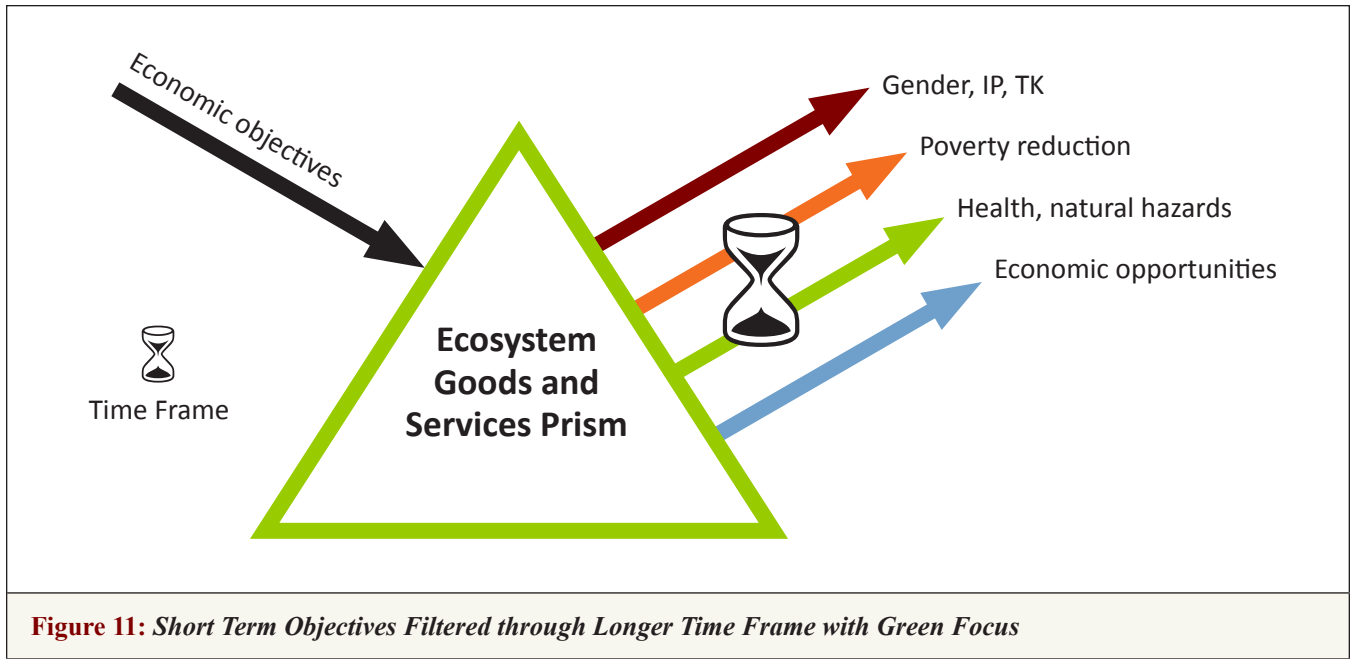 Economic objectives
Gender, IP, TK
Poverty reduction
Health, natural hazards
Economic opportunities
Time Frame
Ecosystem
Goods and
Services Prism
Figure 11: Short Term Objectives Filtered through Longer Time Frame with Green Focus